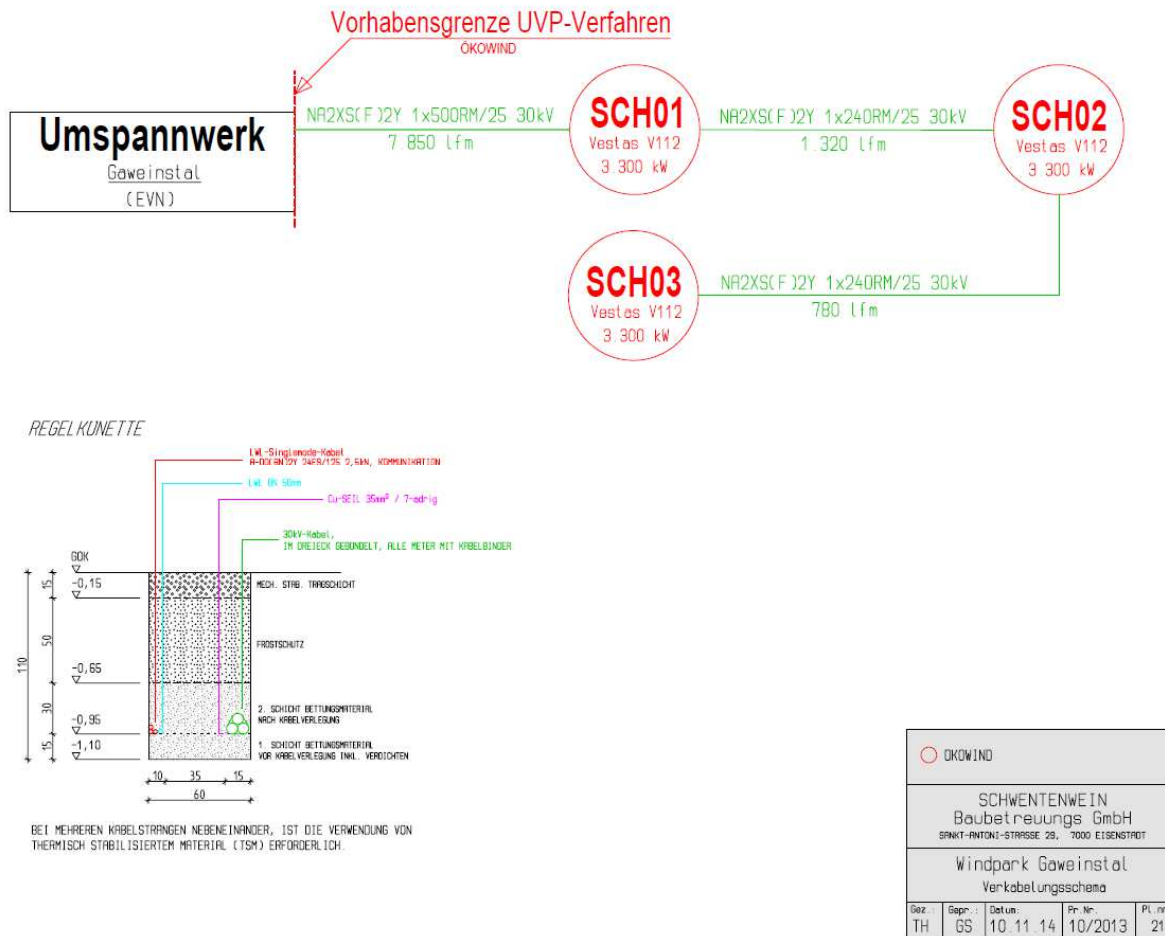 Vorhabensgrenze UVP-Verfahren
ÖKOWIND
Umspannwerk
Gaweinstal
(EVN)
NA2XS(F)2Y 1x500RM/25 30kV
7.850 lfm
SCH01
Vestas V112
3.300 kW
NA2XS(F)2Y 1x240RM/25 30kV
1.320 lfm
SCH02
Vestas V112
3.300 kW
SCH03
Vestas V112
3.300 kW
NA2XS(F)2Y 1x240RM/25 30kV
780 lfm
REGELKÜNETTE
LWL-Singlemode-Kabel
2,5kN, KOMMUNIKATION
LWL DN 50mm
Cu-SEIL 35mm² / 7-adrig
30kV-Kabel,
IM DREIECK GEBÜNDELT, ALLE METER MIT KABELBINDER
GOK
-0,15
-0,65
-0,95
-1,10
15
50
30
15
110
MECH. STAB. TRAGSCHICHT
FROSTSCHUTZ
2. SCHICHT BETTUNGSMATERIAL
NACH KABELVERLEGUNG
1. SCHICHT BETTUNGSMATERIAL
VOR KABELVERLEGUNG INKL. VERDICHTEN
10 35 15
60
BEI MEHREREN KABELSTRÄNGEN NEBENEINANDER, IST DIE VERWENDUNG VON
THERMISCH STABILISIERTEM MATERIAL (TSM) ERFORDERLICH.
ÖKOWIND
SCHWENTENWEIN
Baubetreuungs GmbH
SANKT-ANTONI-STRASSE 29, 7000 EISENSTADT
Windpark Gaweinstal
Verkabelungsschema
Gez.: Gepr.: Datum: Pr.Nr.
TH GS 10.11.14 10/2013 21